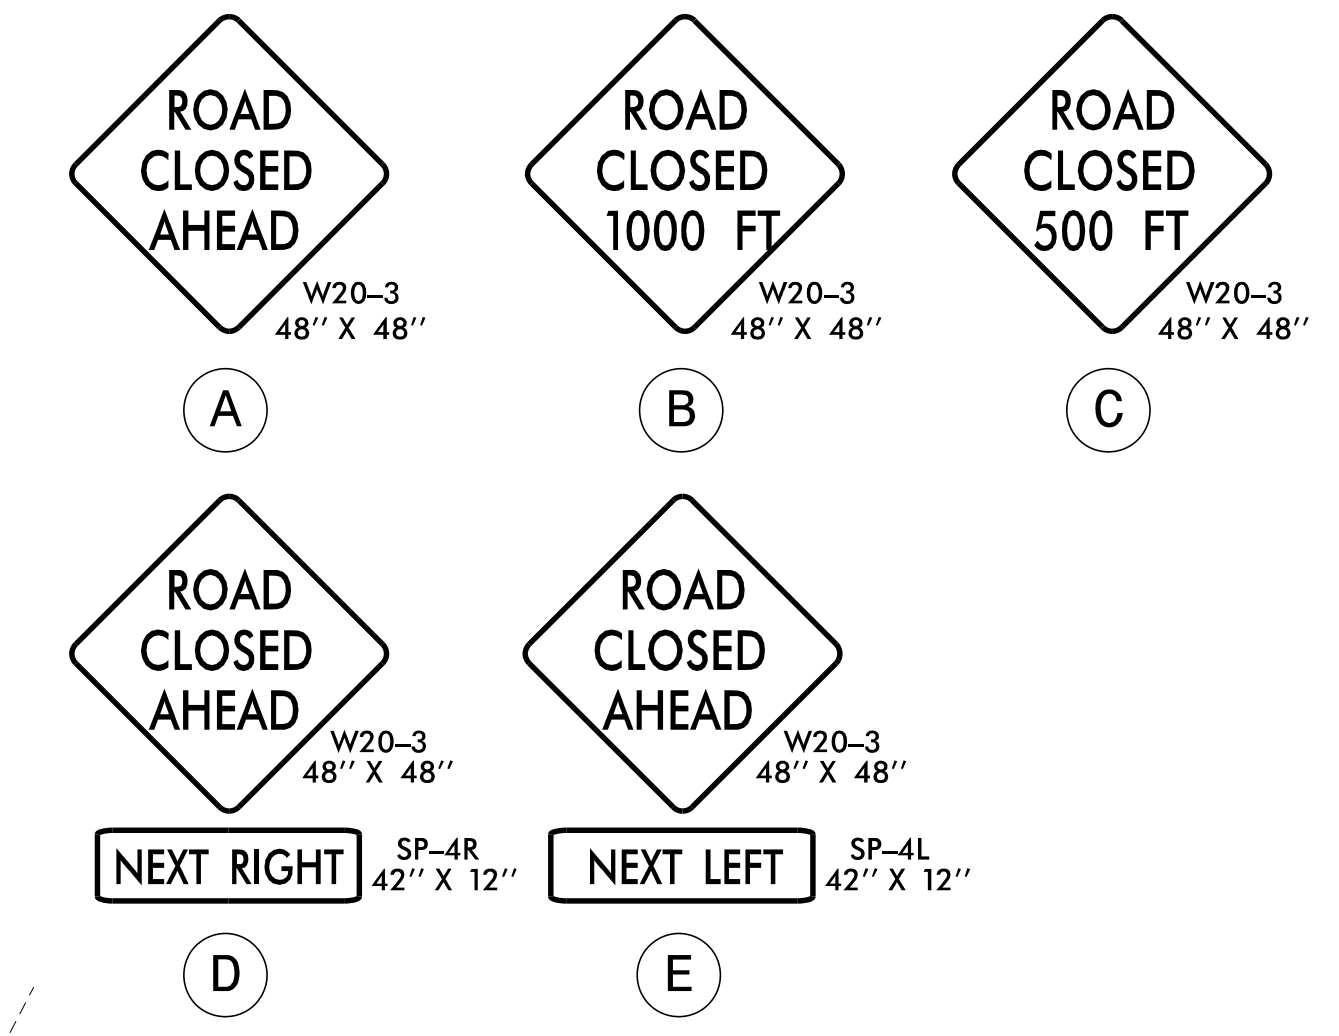 ROAD
CLOSED
AHEAD
W20–3
48'' X 48''
A
ROAD
CLOSED
1000 FT
W20–3
48'' X 48''
B
ROAD
CLOSED
500 FT
W20–3
48'' X 48''
C
ROAD
CLOSED
AHEAD
W20–3
48'' X 48''
NEXT RIGHT
SP–4R
42'' X 12''
D
ROAD
CLOSED
AHEAD
W20–3
48'' X 48''
NEXT LEFT
SP–4L
42'' X 12''
E